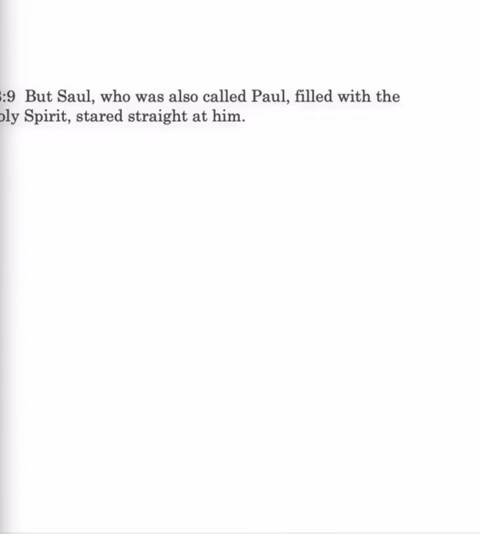 :9 But Saul, who was also called Paul, filled with the
Spirit, stared straight at him.